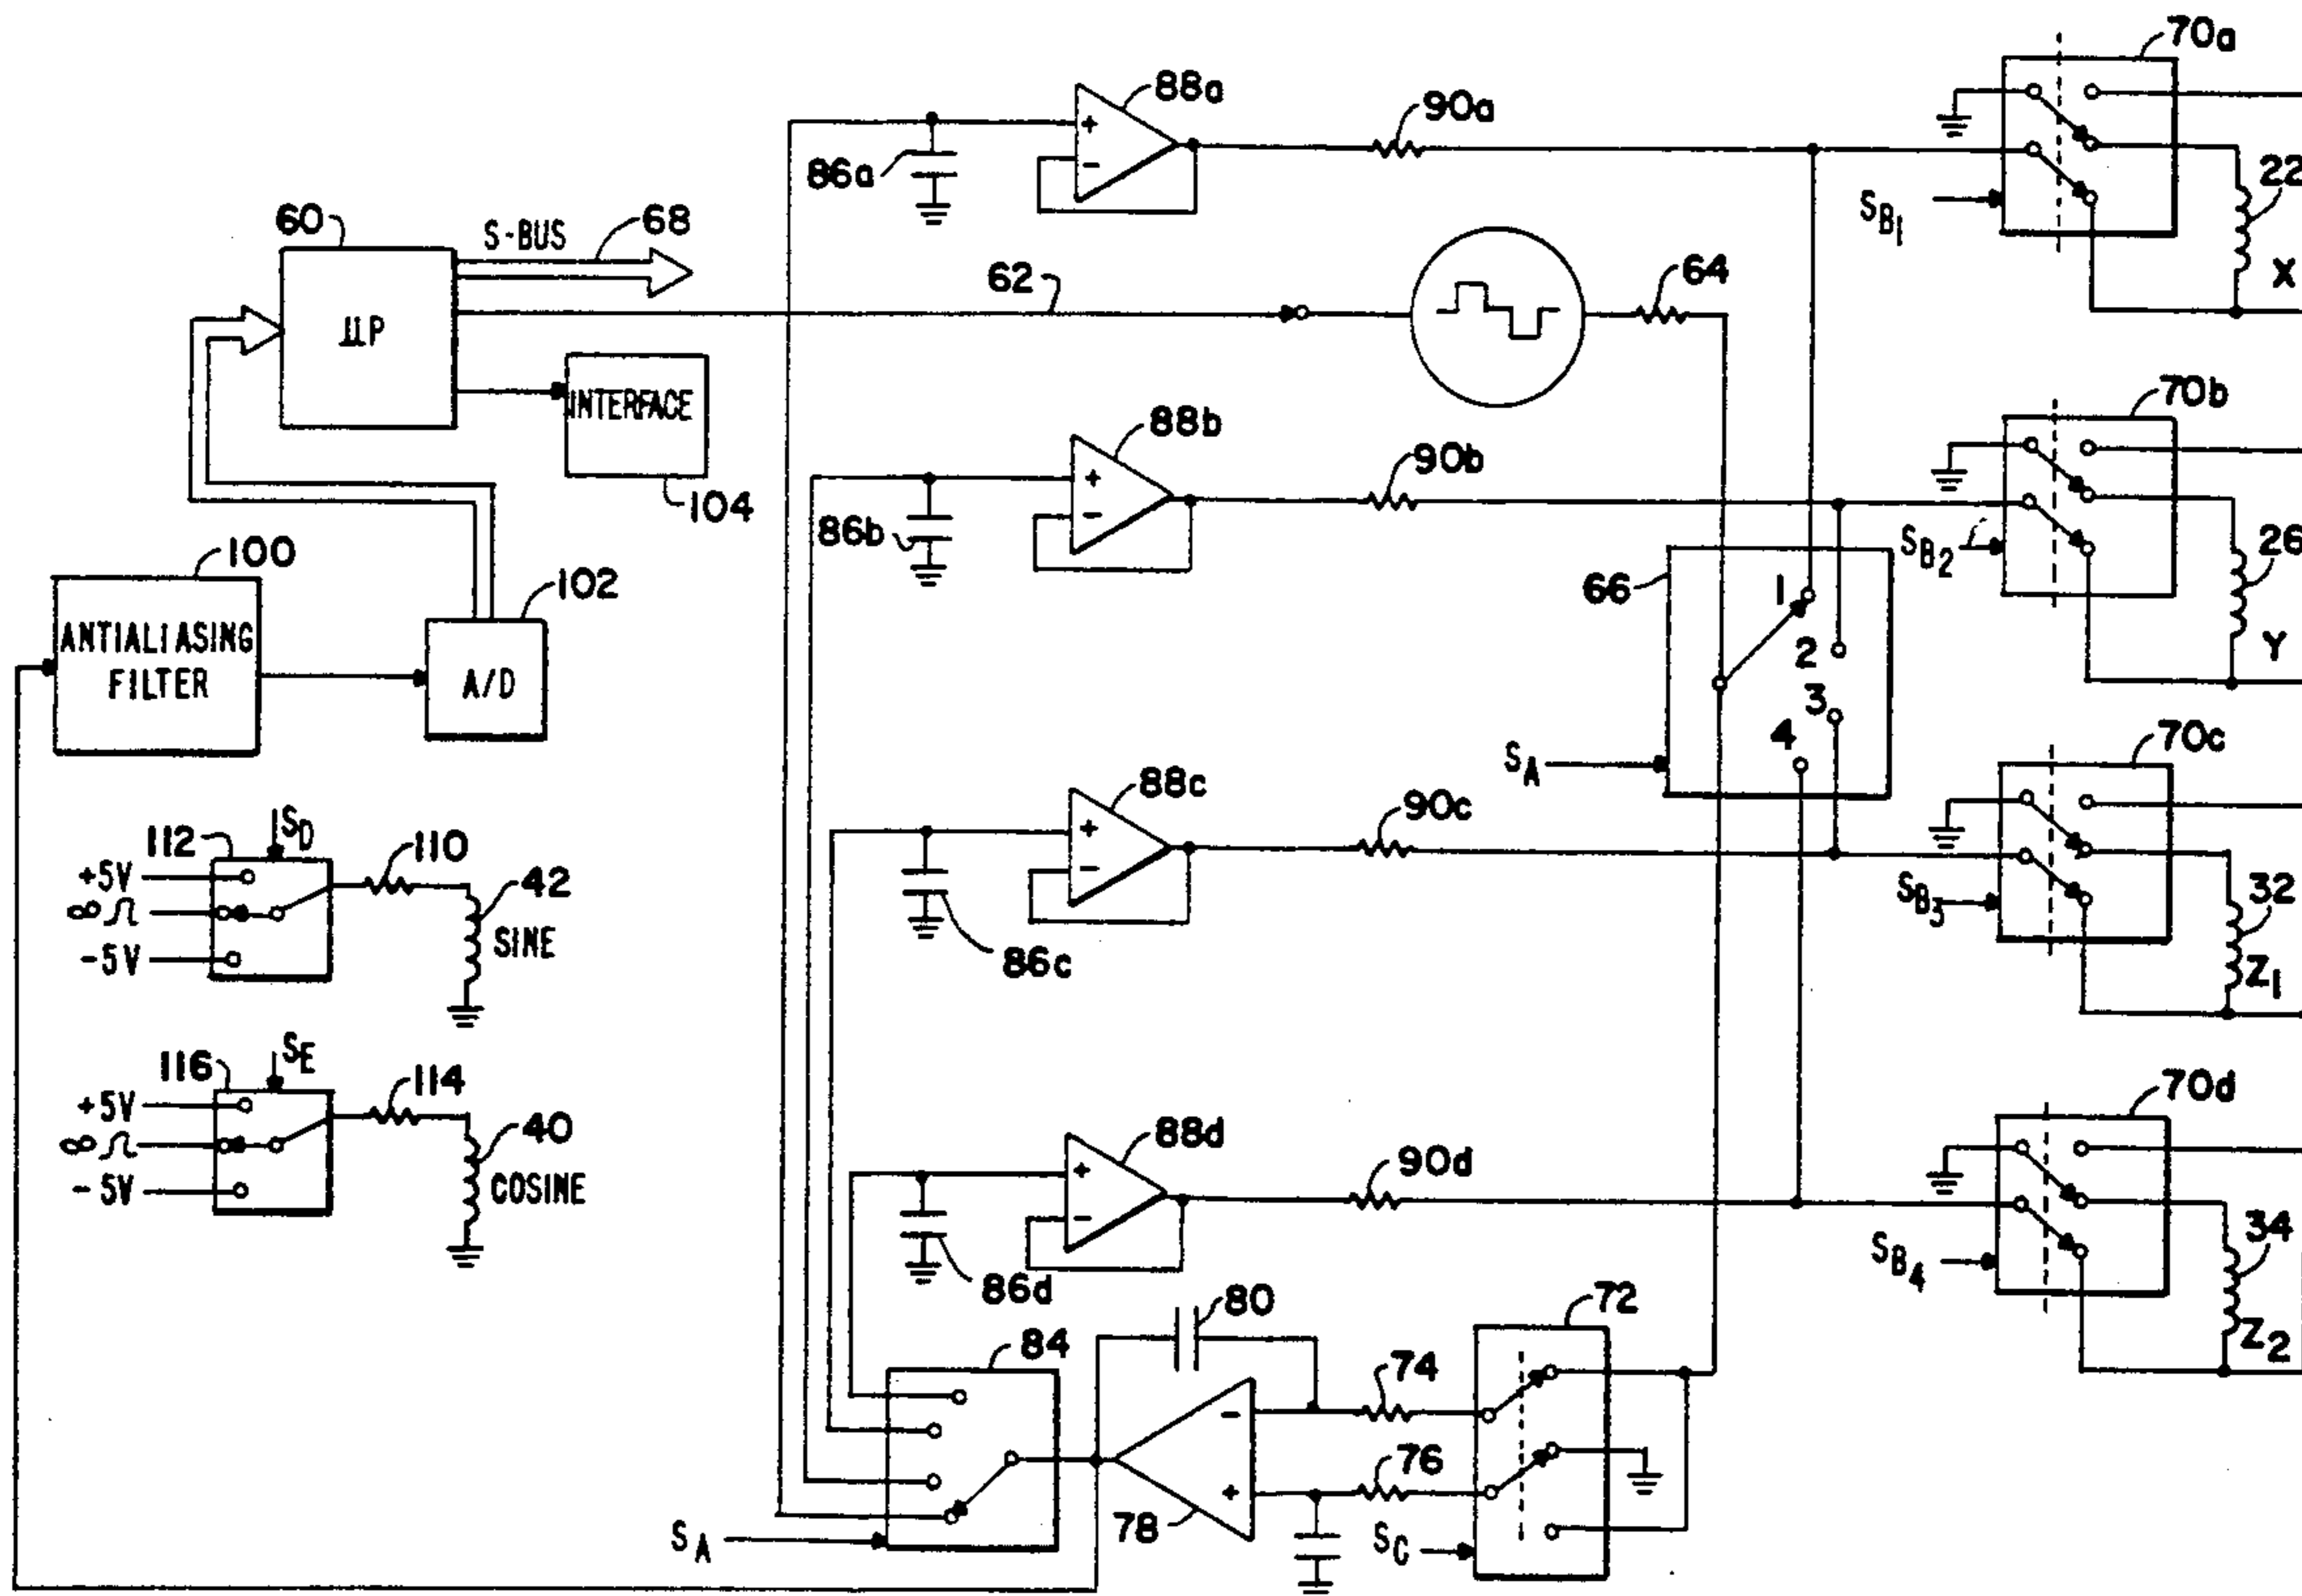 70a
88a
90a
86a
22
SB1
X
60
S-BUS
68
62
64
μP
INTERFACE
104
70b
88b
90b
86b
SB2
26
Y
100
102
ANTIALIASING
FILTER
A/D
66
1
2
3
4
SA
70c
88c
90c
86c
SB3
32
Z1
112
SD
110
+5V
∞
-5V
42
SINE
116
SE
114
+5V
∞
-5V
40
COSINE
70d
88d
90d
86d
SB4
34
Z2
80
72
84
74
76
78
SA
SC
+
-
+
-
+
-
+
-
-
+